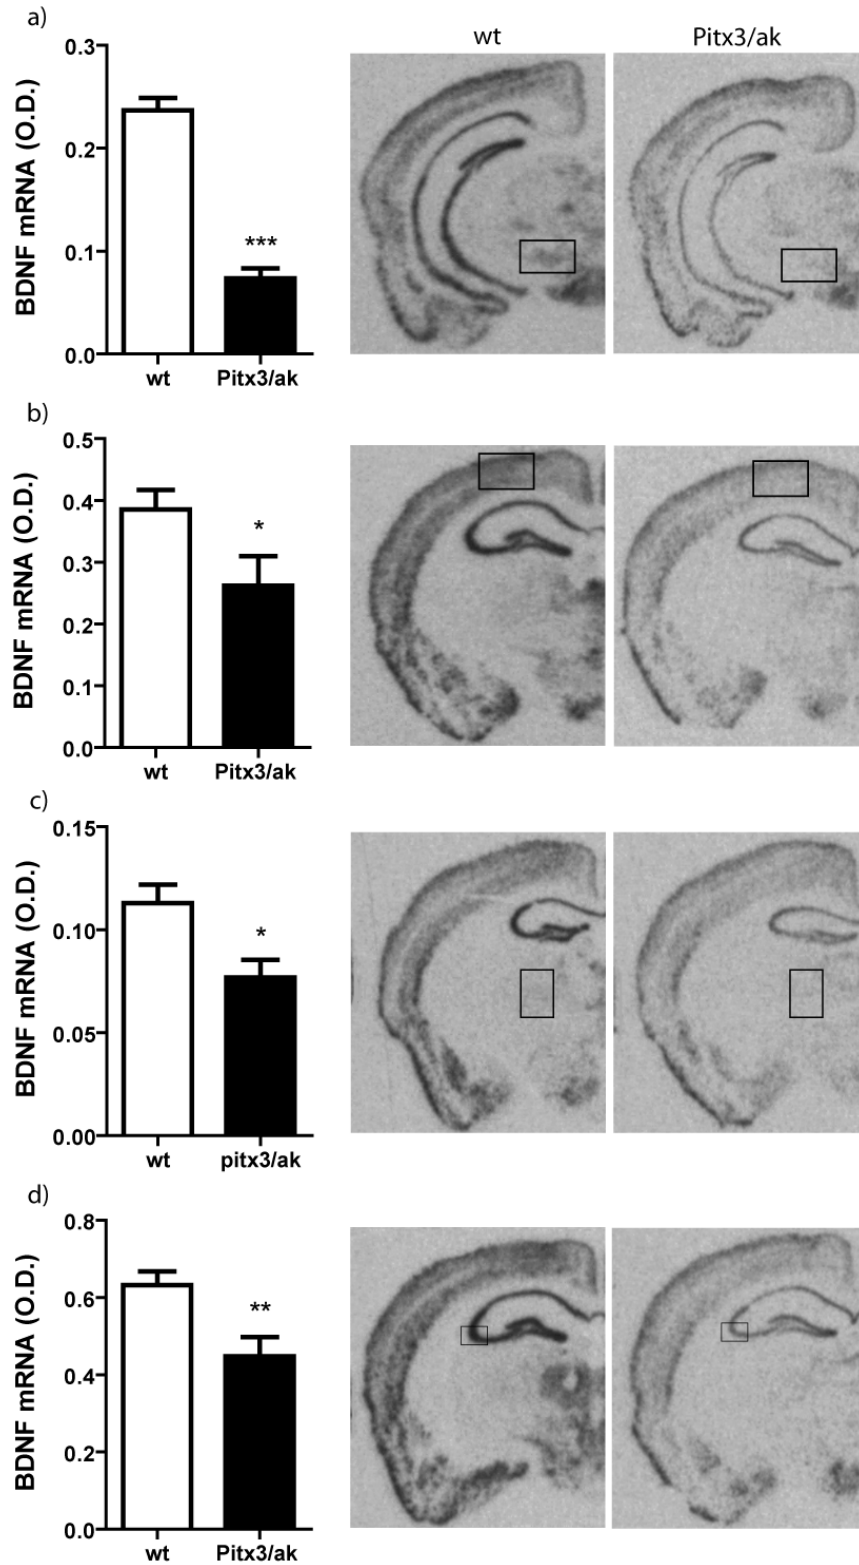 a)
wt Pitx3/ak
0.3
0.2
0.1
0.0
BDNF mRNA (O.D.)
***
wt Pitx3/ak
b)
0.5
0.4
0.3
0.2
0.1
0.0
BDNF mRNA (O.D.)
*
wt Pitx3/ak
c)
0.15
0.10
0.05
0.00
BDNF mRNA (O.D.)
*
wt pitx3/ak
d)
0.8
0.6
0.4
0.2
0.0
BDNF mRNA (O.D.)
**
wt Pitx3/ak